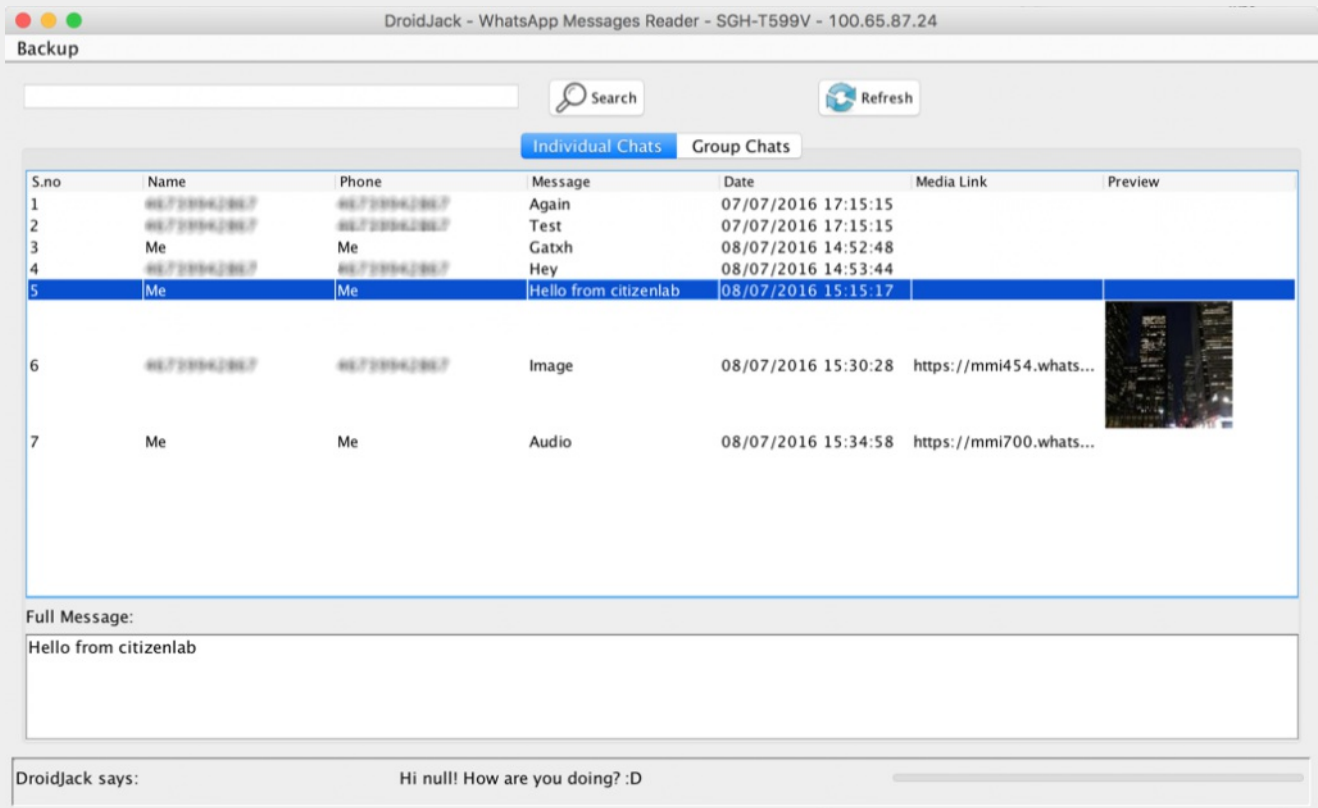 DroidJack - WhatsApp Messages Reader - SGH-T599V - 100.65.87.24
Backup
Search Refresh
Individual Chats Group Chats
S.no Name Phone Message Date Media Link Preview
1 Again 07/07/2016 17:15:15
2 Test 07/07/2016 17:15:15
3 Me Me Gatxh 08/07/2016 14:52:48
4 Hey 08/07/2016 14:53:44
5 Me Me Hello from citizenlab 08/07/2016 15:15:17
6 Image 08/07/2016 15:30:28 https://mmi454.whats...
7 Me Me Audio 08/07/2016 15:34:58 https://mmi700.whats...
Full Message:
Hello from citizenlab
DroidJack says: Hi null! How are you doing? :D